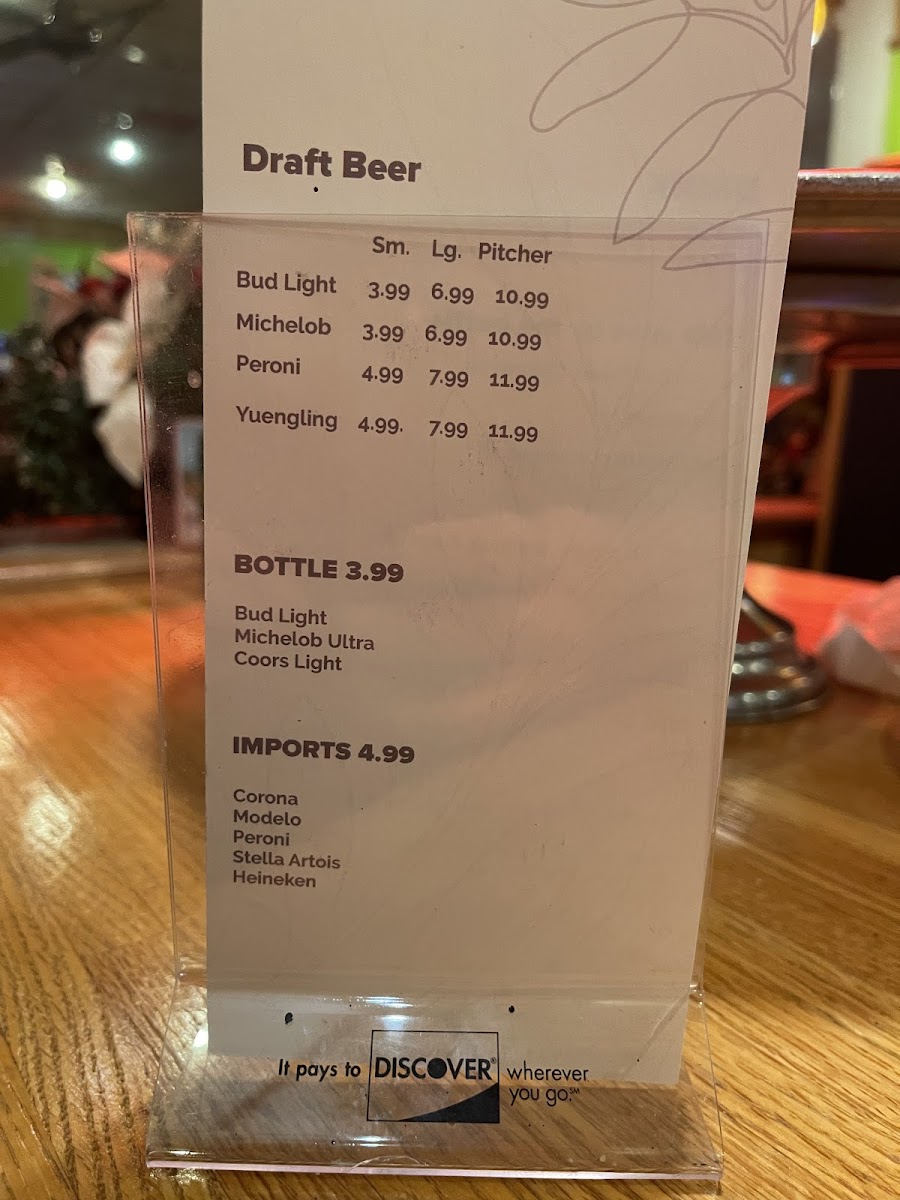 Draft Beer
Sm. Lg. Pitcher
Bud Light 3.99 6.99 10.99
Michelob 3.99 6.99 10.99
Peroni 4.99 7.99 11.99
Yuengling 4.99. 7.99 11.99
BOTTLE 3.99
Bud Light
Michelob Ultra
Coors Light
IMPORTS 4.99
Corona
Modelo
Peroni
Stella Artois
Heineken
It pays to DISCOVER® wherever
you go.℠